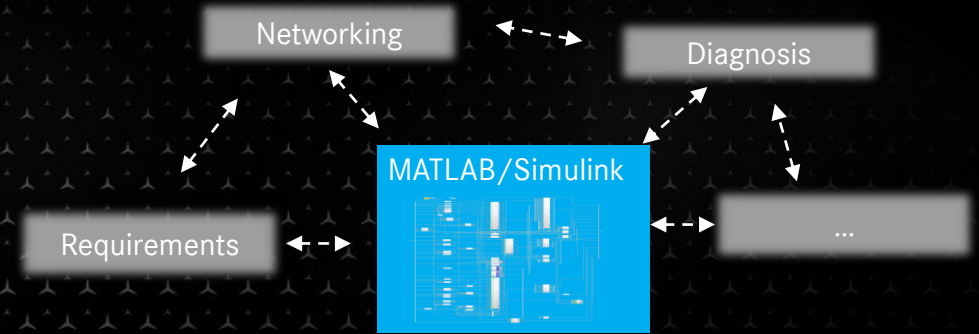 Networking
Diagnosis
MATLAB/Simulink
Requirements
...